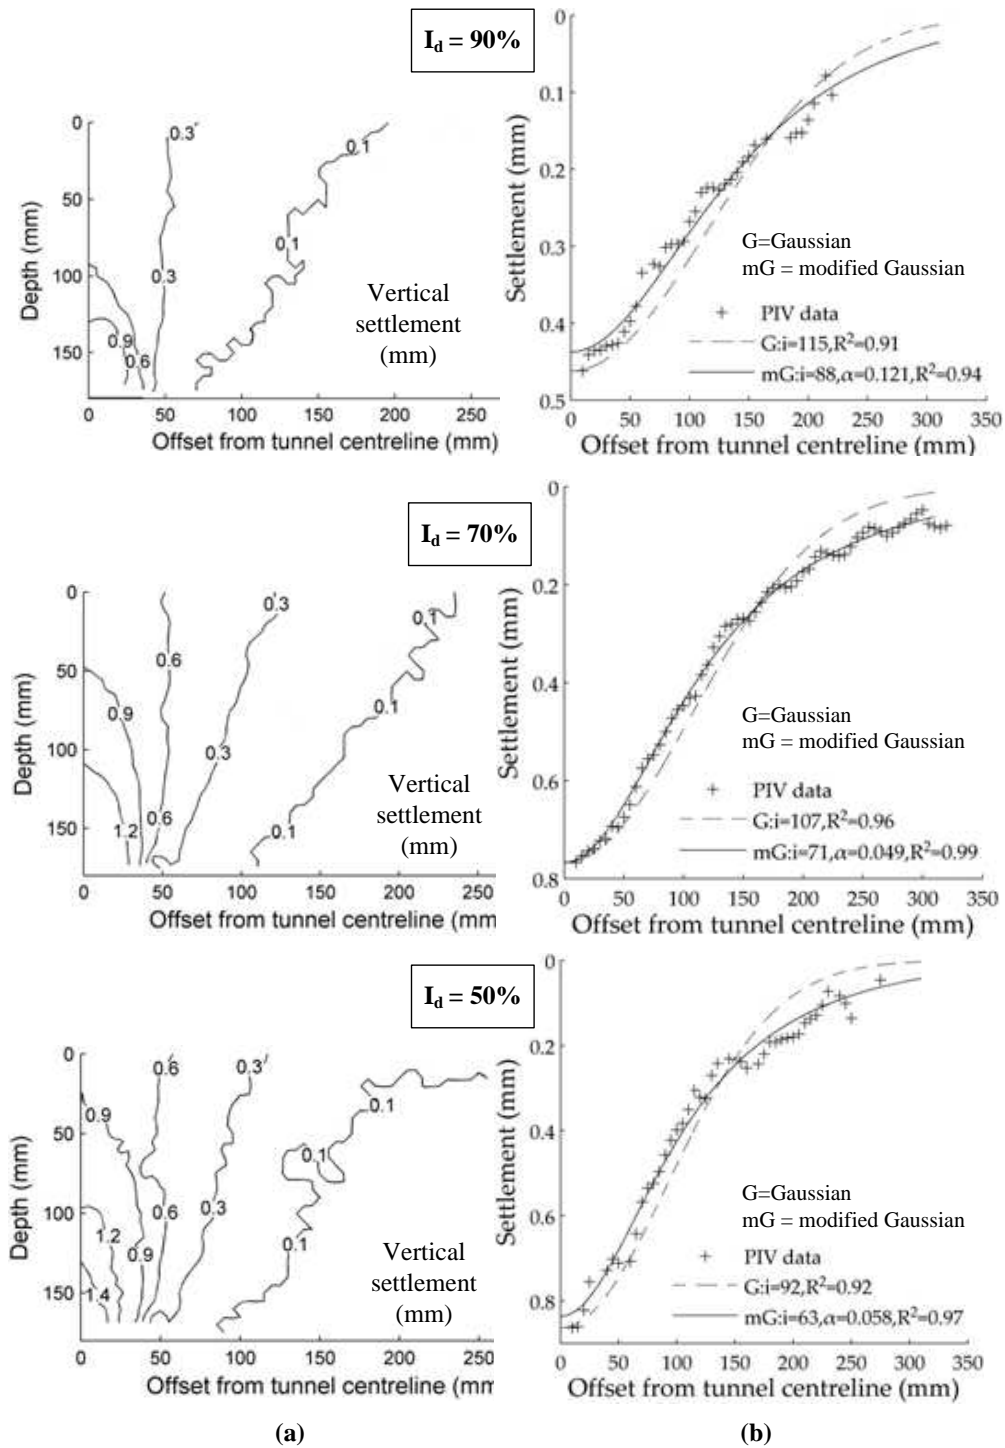 I_d = 90%
0.3
0.1
0.1
0.3
0.9
0.6
0
50
100
150
Depth (mm)
0
50
100
150
200
250
Offset from tunnel centreline (mm)
Vertical
settlement
(mm)
0
0.1
0.2
0.3
0.4
0.5
Settlement (mm)
G=Gaussian
mG = modified Gaussian
PIV data
G:i=115,R²=0.91
mG:i=88,α=0.121,R²=0.94
0
50
100
150
200
250
300
350
Offset from tunnel centreline (mm)
I_d = 70%
0.3
0.1
0.6
0.9
0.1
0.3
0.6
1.2
0.1
0
50
100
150
Depth (mm)
0
50
100
150
200
250
Offset from tunnel centreline (mm)
Vertical
settlement
(mm)
0
0.2
0.4
0.6
0.8
Settlement (mm)
G=Gaussian
mG = modified Gaussian
PIV data
G:i=107,R²=0.96
mG:i=71,α=0.049,R²=0.99
0
50
100
150
200
250
300
350
Offset from tunnel centreline (mm)
I_d = 50%
0.6
0.3
0.9
0.1
0.1
0.3
0.6
1.2
0.9
0.1
1.4
0
50
100
150
Depth (mm)
0
50
100
150
200
250
Offset from tunnel centreline (mm
Vertical
settlement
(mm)
0
0.2
0.4
0.6
0.8
Settlement (mm)
G=Gaussian
mG = modified Gaussian
PIV data
G:i=92,R²=0.92
mG:i=63,α=0.058,R²=0.97
0
50
100
150
200
250
300
350
Offset from tunnel centreline (mm)
(a)
(b)